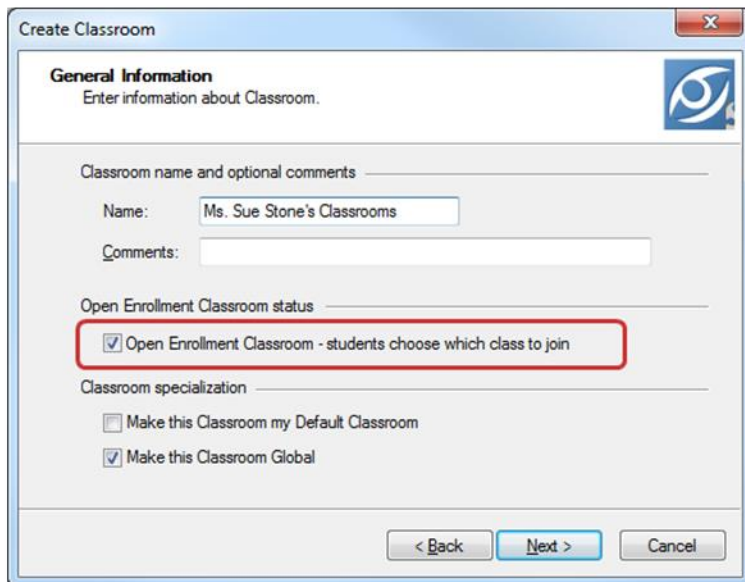 Create Classroom
General Information
Enter information about Classroom.
Classroom name and optional comments
Name: Ms. Sue Stone's Classrooms
Comments:
Open Enrollment Classroom status
Open Enrollment Classroom - students choose which class to join
Classroom specialization
Make this Classroom my Default Classroom
Make this Classroom Global
< Back Next > Cancel